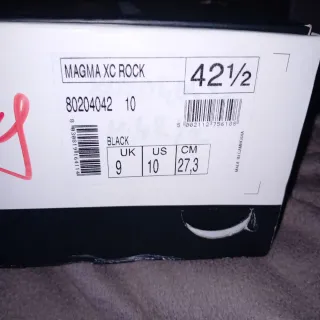 MAGMA XC ROCK
42½
80204042 10
BLACK
UK US CM
9 10 27,3